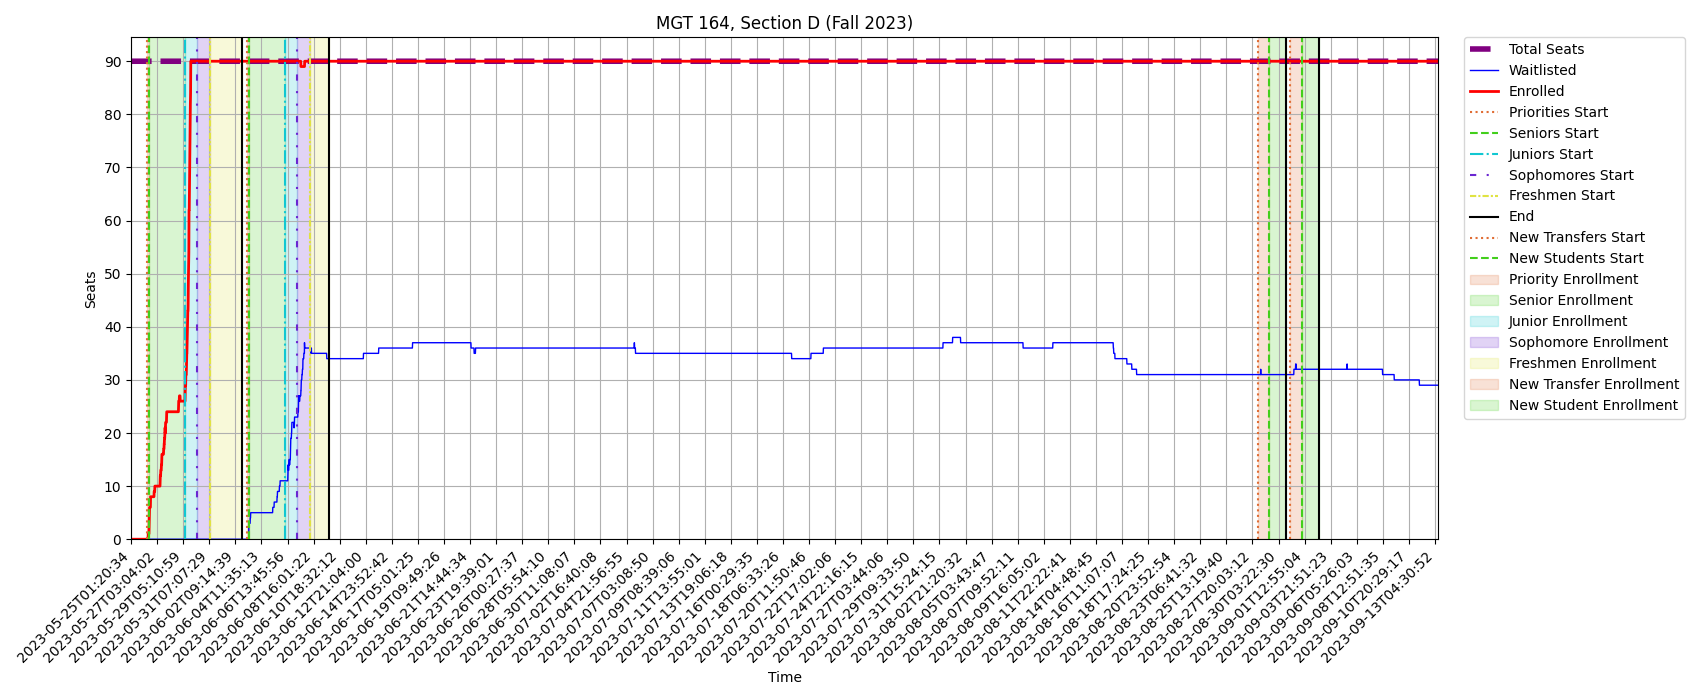 MGT 164, Section D (Fall 2023)
Seats
90
80
70
60
50
40
30
20
10
0
2023-05-25T01:20:34
2023-05-27T03:04:02
2023-05-29T05:10:59
2023-05-31T07:07:29
2023-06-02T09:14:39
2023-06-04T11:35:13
2023-06-06T13:45:56
2023-06-08T16:01:22
2023-06-10T18:32:12
2023-06-12T21:04:00
2023-06-14T23:52:42
2023-06-17T05:01:25
2023-06-19T09:49:26
2023-06-21T14:44:34
2023-06-23T19:39:01
2023-06-26T00:27:37
2023-06-28T05:54:10
2023-06-30T11:08:07
2023-07-02T16:40:08
2023-07-04T21:56:55
2023-07-07T03:08:50
2023-07-09T08:39:06
2023-07-11T13:55:01
2023-07-13T19:06:18
2023-07-16T00:29:35
2023-07-18T06:33:26
2023-07-20T11:50:46
2023-07-22T17:02:06
2023-07-24T22:16:15
2023-07-27T03:44:06
2023-07-29T09:33:50
2023-07-31T15:24:15
2023-08-02T21:20:32
2023-08-05T03:43:47
2023-08-07T09:52:11
2023-08-09T16:05:02
2023-08-11T22:22:41
2023-08-14T04:48:45
2023-08-16T11:07:07
2023-08-18T17:24:25
2023-08-20T23:52:54
2023-08-23T06:41:32
2023-08-25T13:19:40
2023-08-27T20:03:12
2023-08-30T03:22:30
2023-09-01T12:55:04
2023-09-03T21:51:23
2023-09-06T05:26:03
2023-09-08T12:51:35
2023-09-10T20:29:17
2023-09-13T04:30:52
Time
Total Seats
Waitlisted
Enrolled
Priorities Start
Seniors Start
Juniors Start
Sophomores Start
Freshmen Start
End
New Transfers Start
New Students Start
Priority Enrollment
Senior Enrollment
Junior Enrollment
Sophomore Enrollment
Freshmen Enrollment
New Transfer Enrollment
New Student Enrollment